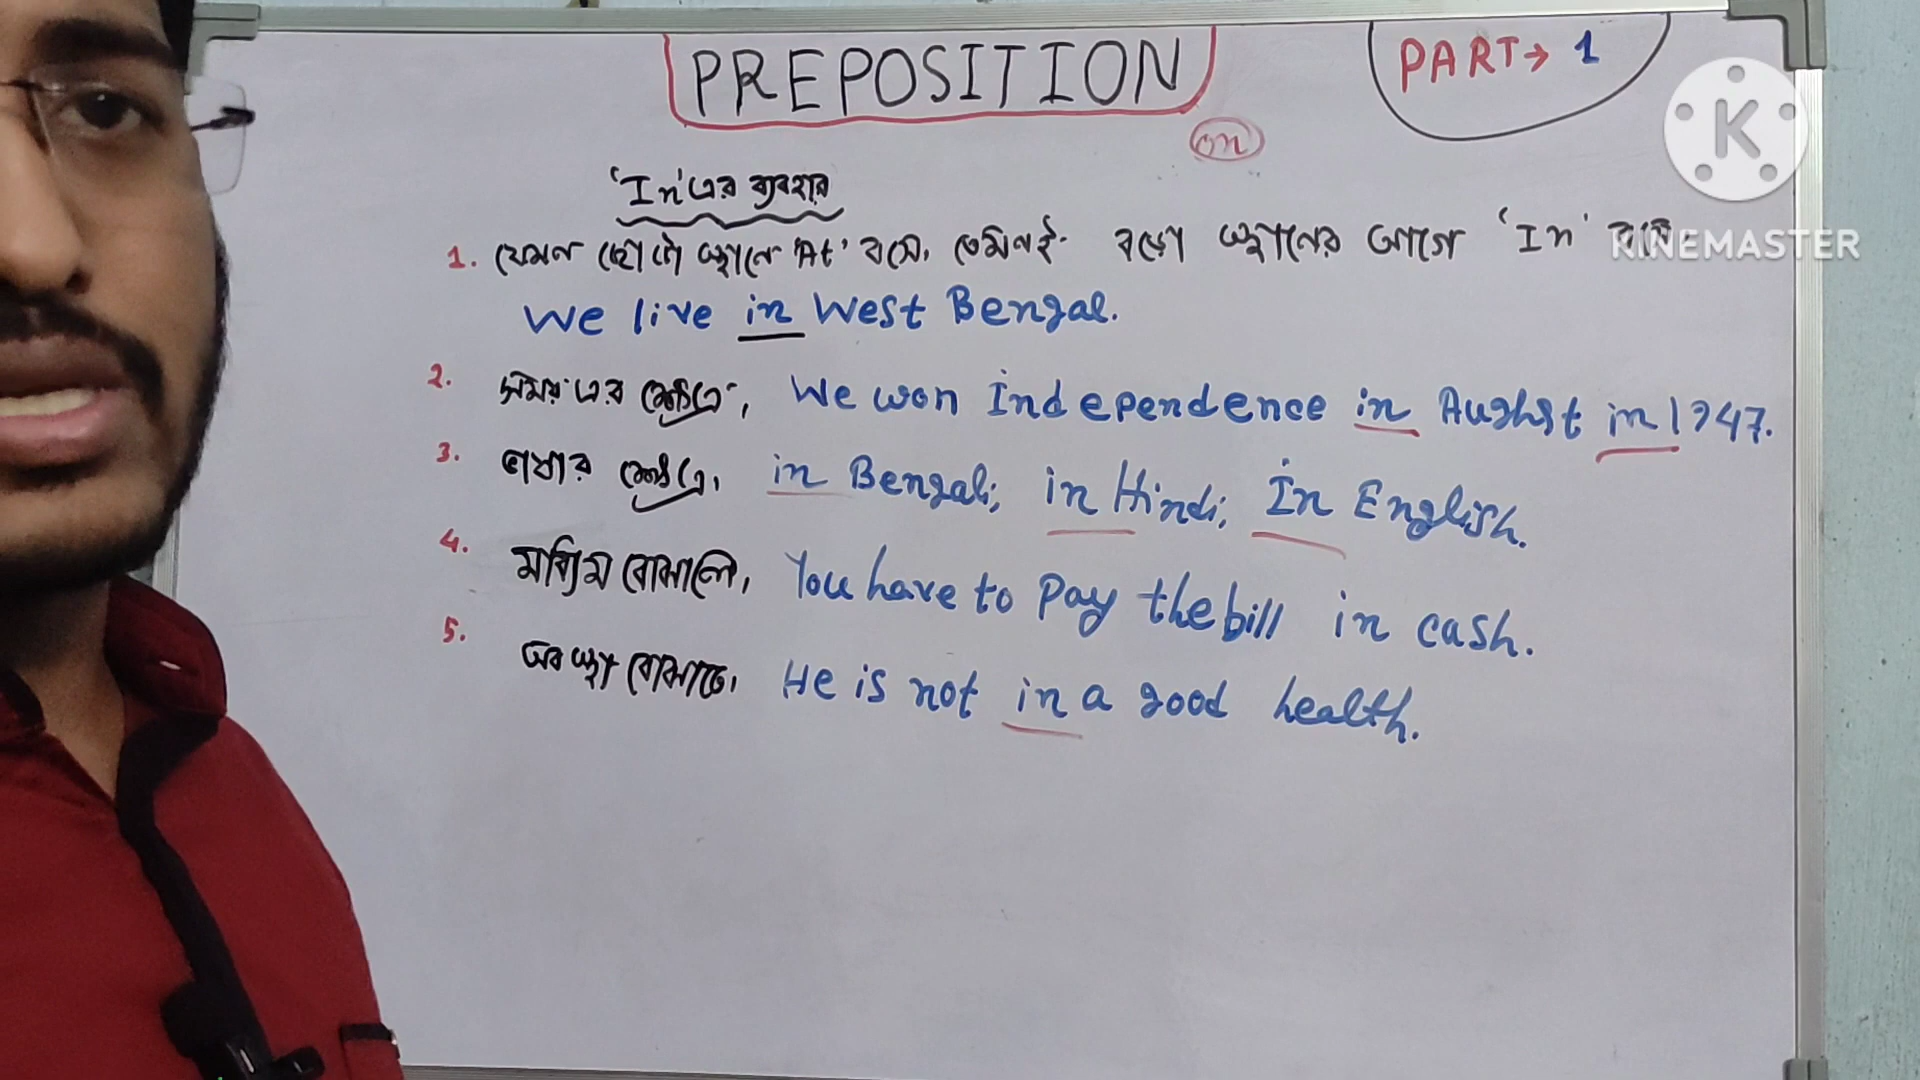 PREPOSITION
PART → 1
on
'In' এর ব্যবহার
1. যেমন ছোটো স্থানে 'At' বসে, তেমনই বড়ো স্থানের আগে 'In' বসে
KINEMASTER
We live in West Bengal.
2. সময় এর ক্ষেত্রে, We won Independence in August in 1947.
3. ভাষার ক্ষেত্রে, in Bengali, in Hindi, In English.
4. মাধ্যম বোঝালে, You have to pay the bill in cash.
5. অবস্থা বোঝাতে, He is not in a good health.